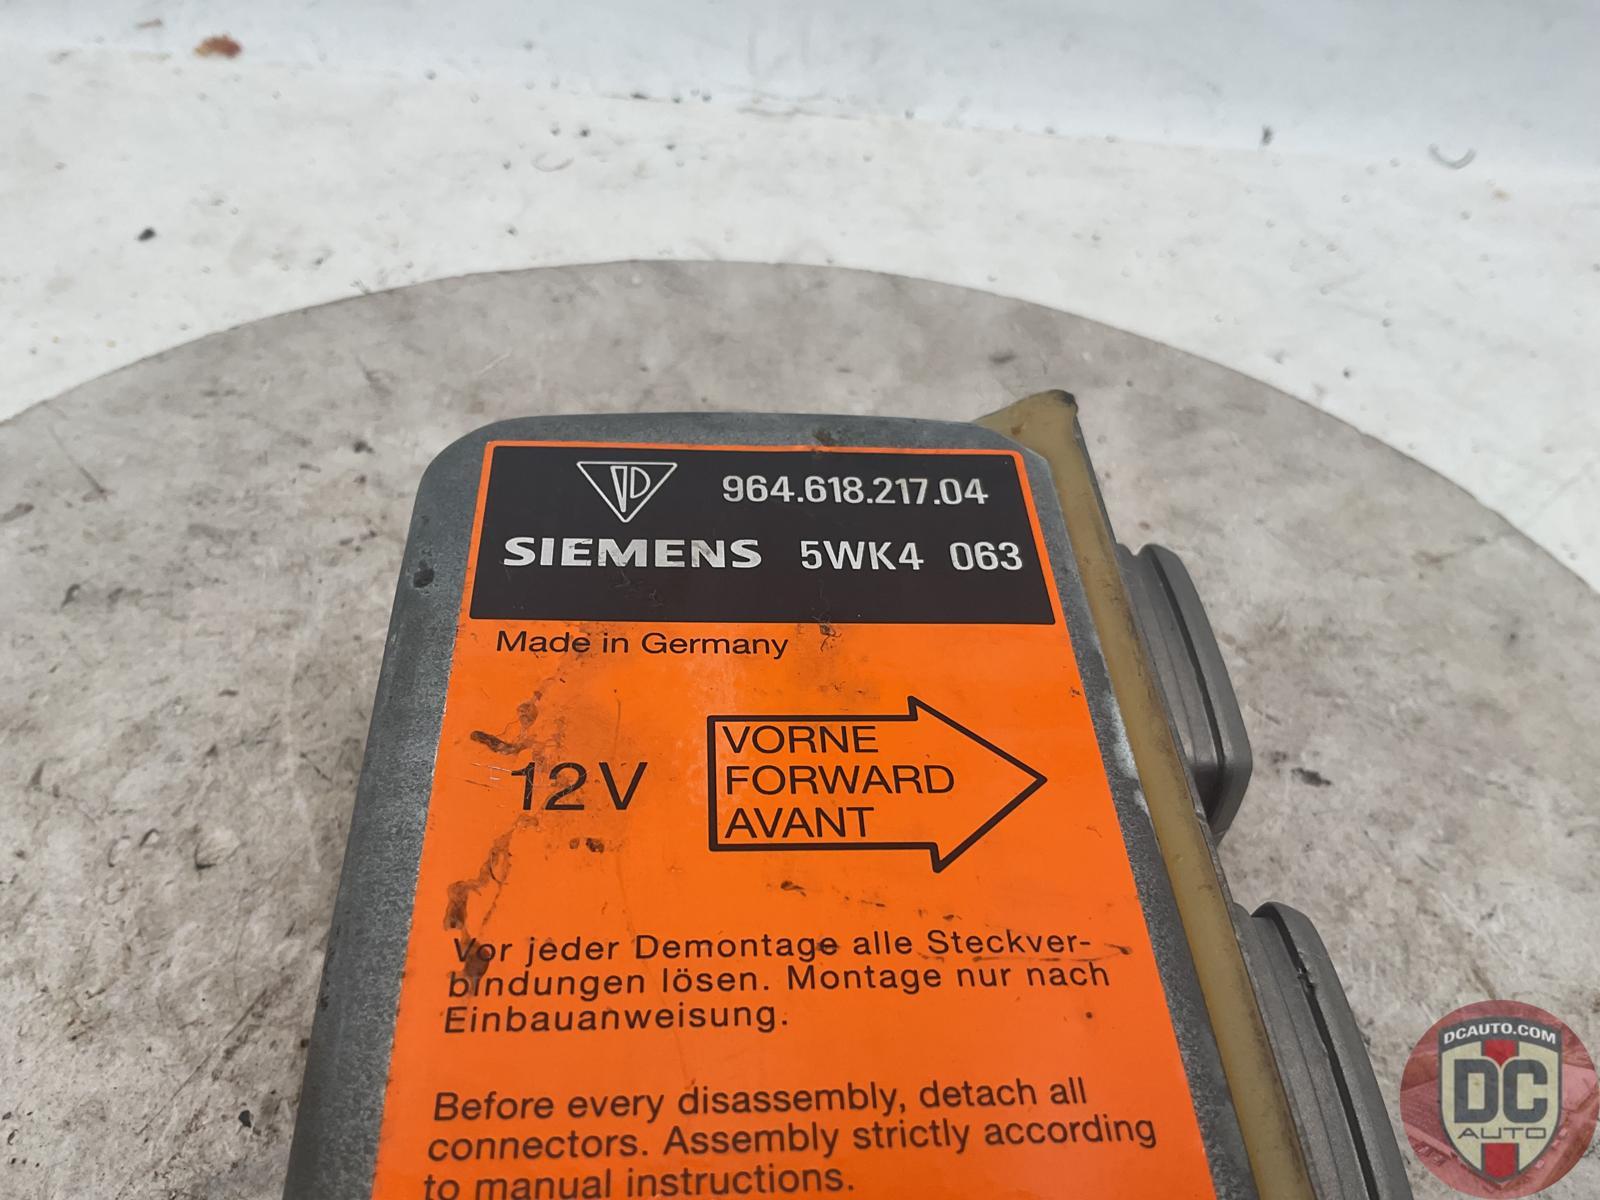 964.618.217.04
SIEMENS 5WK4 063
Made in Germany
12V
VORNE
FORWARD
AVANT
Vor jeder Demontage alle Steckver-
bindungen lösen. Montage nur nach
Einbauanweisung.
Before every disassembly, detach all
connectors. Assembly strictly according
to manual instructions.
DCAUTO.COM
DC
AUTO